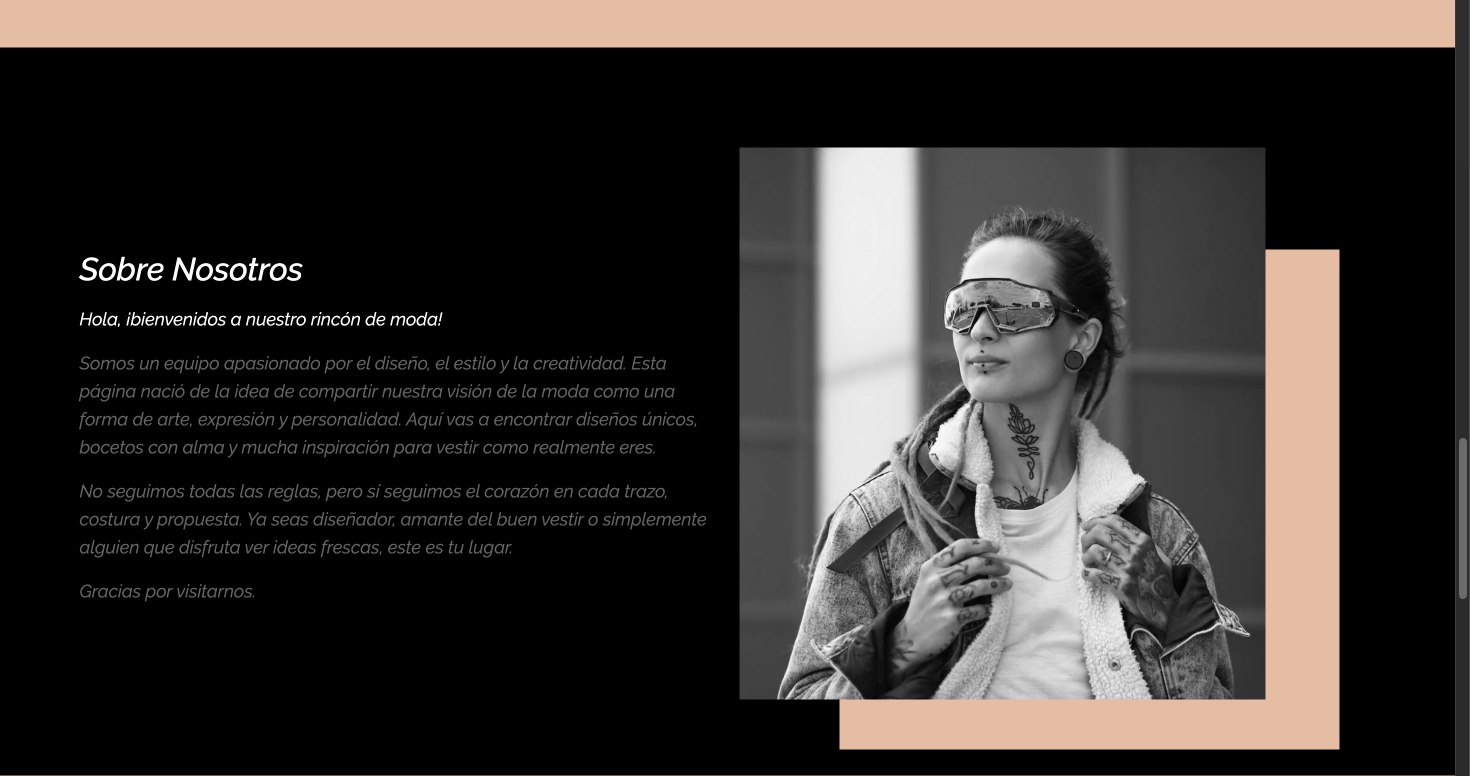 Sobre Nosotros
Hola, ¡bienvenidos a nuestro rincón de moda!
Somos un equipo apasionado por el diseño, el estilo y la creatividad. Esta
página nació de la idea de compartir nuestra visión de la moda como una
forma de arte, expresión y personalidad. Aquí vas a encontrar diseños únicos,
bocetos con alma y mucha inspiración para vestir como realmente eres.
No seguimos todas las reglas, pero sí seguimos el corazón en cada trazo,
costura y propuesta. Ya seas diseñador, amante del buen vestir o simplemente
alguien que disfruta ver ideas frescas, este es tu lugar.
Gracias por visitarnos.